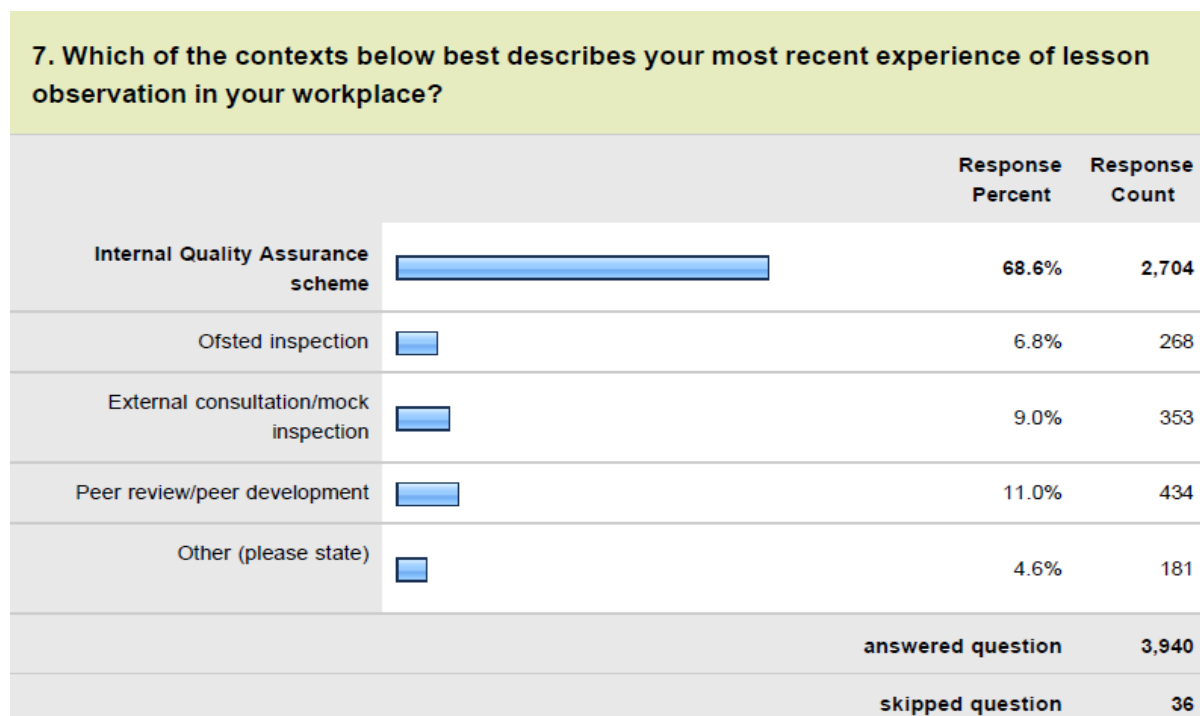 7. Which of the contexts below best describes your most recent experience of lesson
observation in your workplace?
Response Response
Percent Count
Internal Quality Assurance
scheme 68.6% 2,704
Ofsted inspection 6.8% 268
External consultation/mock
inspection 9.0% 353
Peer review/peer development 11.0% 434
Other (please state) 4.6% 181
answered question 3,940
skipped question 36